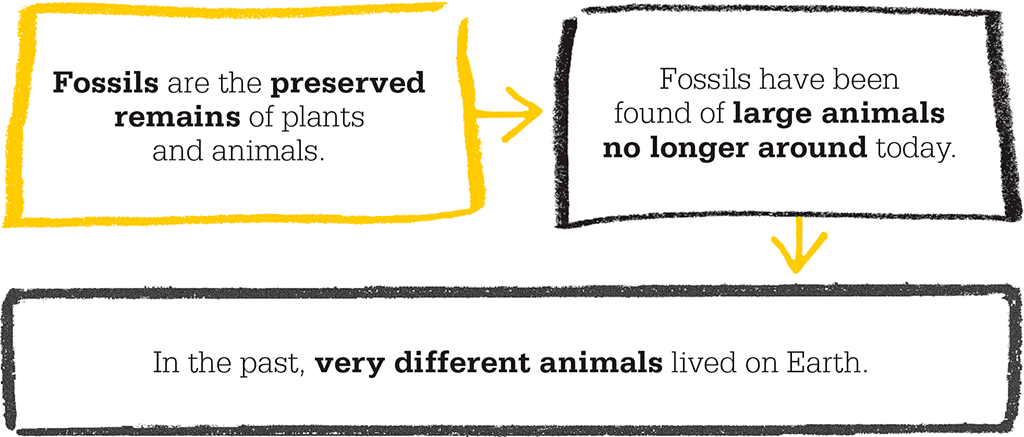 Fossils are the preserved
remains of plants
and animals.
Fossils have been
found of large animals
no longer around today.
In the past, very different animals lived on Earth.